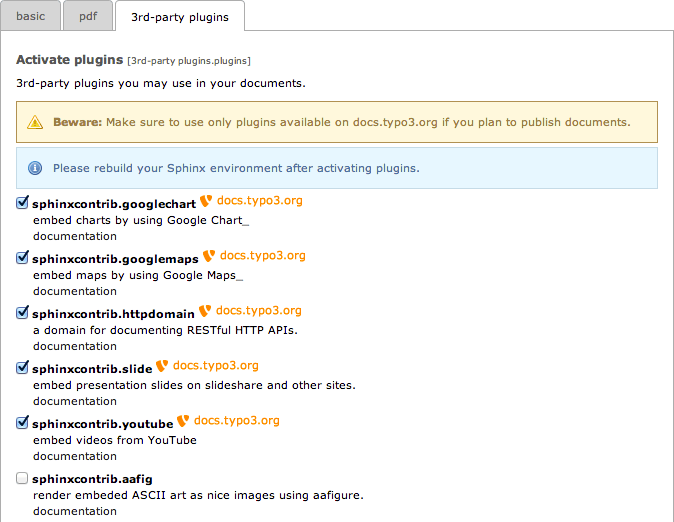 basic
pdf
3rd-party plugins
Activate plugins [3rd-party plugins.plugins]
3rd-party plugins you may use in your documents.
Beware: Make sure to use only plugins available on docs.typo3.org if you plan to publish documents.
Please rebuild your Sphinx environment after activating plugins.
sphinxcontrib.googlechart docs.typo3.org
embed charts by using Google Chart_
documentation
sphinxcontrib.googlemaps docs.typo3.org
embed maps by using Google Maps_
documentation
sphinxcontrib.httpdomain docs.typo3.org
a domain for documenting RESTful HTTP APIs.
documentation
sphinxcontrib.slide docs.typo3.org
embed presentation slides on slideshare and other sites.
documentation
sphinxcontrib.youtube docs.typo3.org
embed videos from YouTube
documentation
sphinxcontrib.aafig
render embeded ASCII art as nice images using aafigure.
documentation